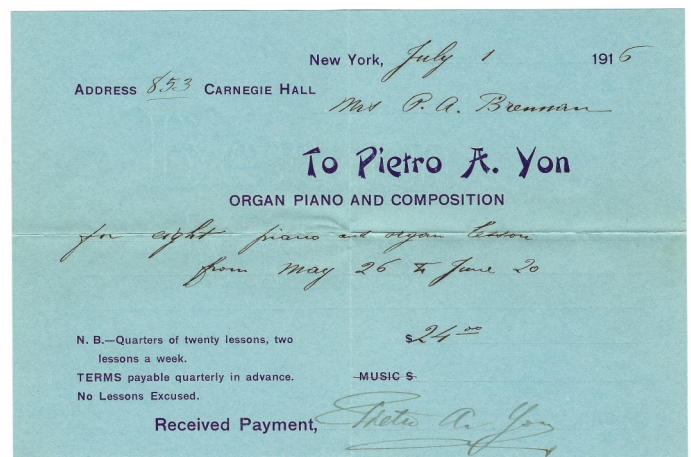 New York, July 1 1916
ADDRESS 853 CARNEGIE HALL
Mrs P. A. Brennan
To Pietro A. Yon
ORGAN PIANO AND COMPOSITION
for eight piano and organ lesson
from May 26 to June 20
N. B.—Quarters of twenty lessons, two $24.00
lessons a week.
TERMS payable quarterly in advance. MUSIC $
No Lessons Excused.
Received Payment, Pietro A. Yon